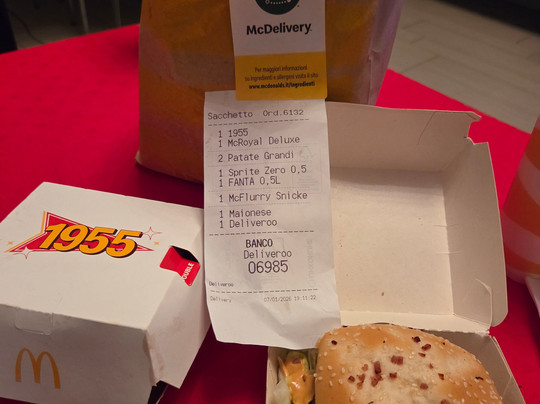 McDelivery
Per maggiori informazioni
su ingredienti e allergeni visita il sito
www.mcdonalds.it/ingredienti
Sacchetto Ord.6132
1 1955
1 McRoyal Deluxe
2 Patate Grandi
1 Sprite Zero 0,5
1 FANTA 0,5L
1 McFlurry Snicke
1 Maionese
1 Deliveroo
BANCO
Deliveroo
06985
Deliveroo
Delivery
1955
DOUBLE